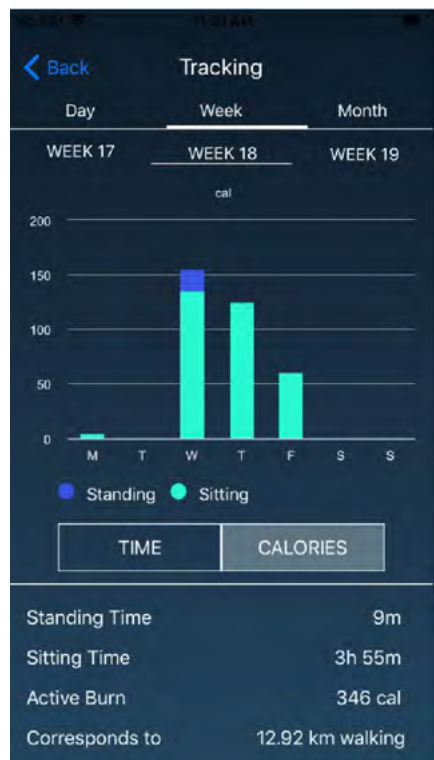 Back Tracking
Day Week Month
WEEK 17 WEEK 18 WEEK 19
cal
200
150
100
50
0
M T W T F S S
Standing Sitting
TIME CALORIES
Standing Time 9m
Sitting Time 3h 55m
Active Burn 346 cal
Corresponds to 12.92 km walking